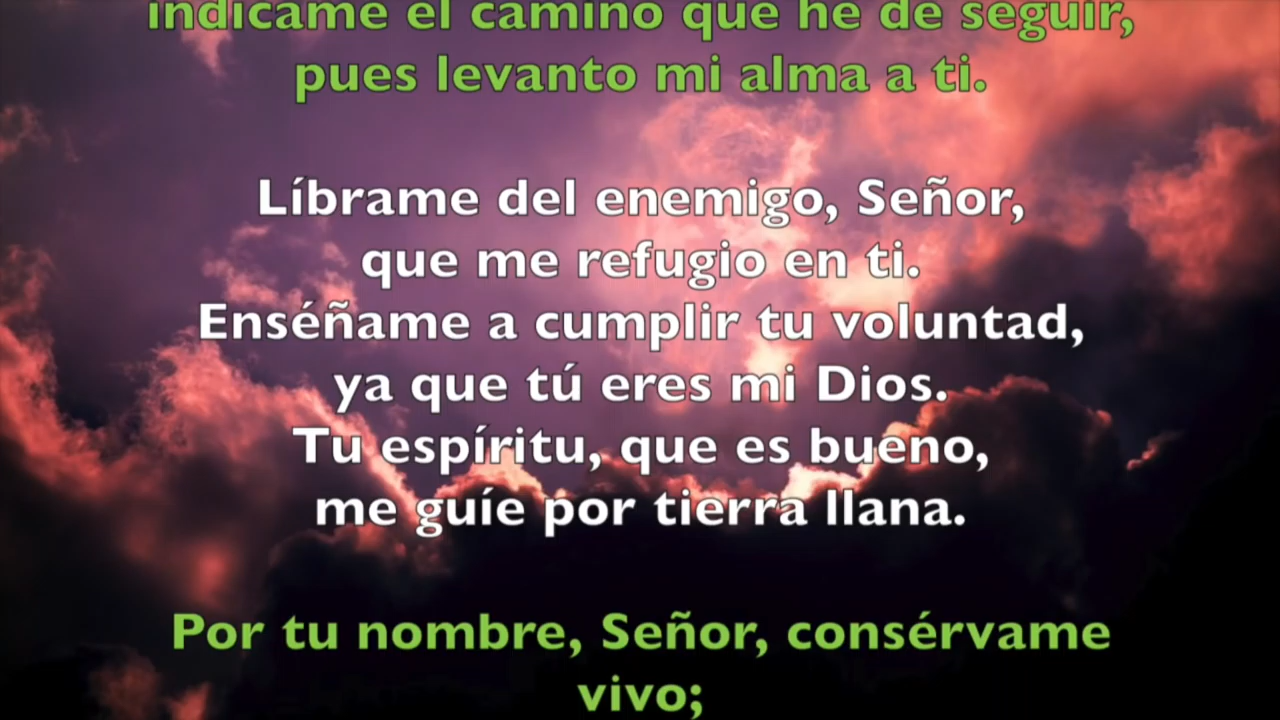 indícame el camino que he de seguir,
pues levanto mi alma a ti.
Líbrame del enemigo, Señor,
que me refugio en ti.
Enséñame a cumplir tu voluntad,
ya que tú eres mi Dios.
Tu espíritu, que es bueno,
me guíe por tierra llana.
Por tu nombre, Señor, consérvame
vivo;